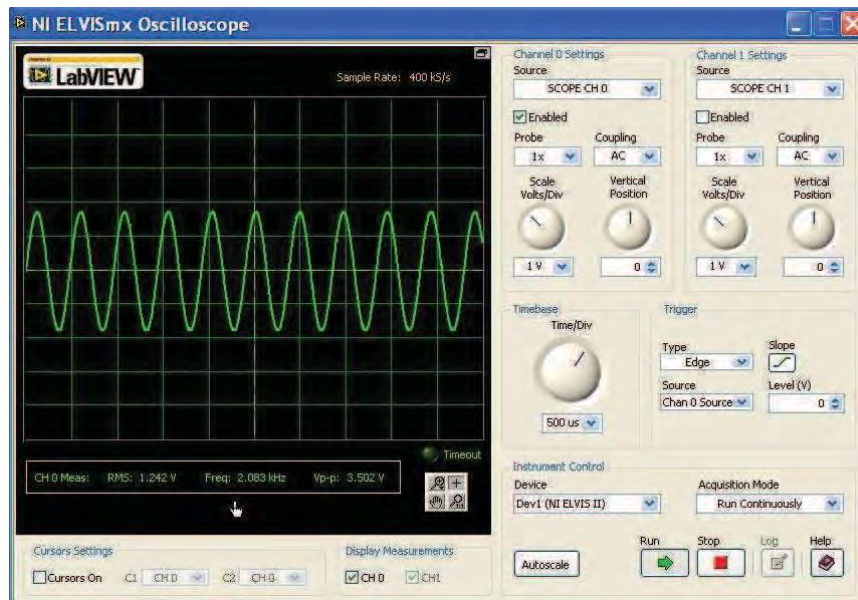 NI ELVISmx Oscilloscope
LabVIEW
Sample Rate: 400 kS/s
Timeout
CH 0 Meas: RMS: 1.242 V Freq: 2.083 kHz Vp-p: 3.502 V
Cursors Settings
Cursors On C1 CH 0 C2 CH 0
Display Measurements
CH 0 CH1
Channel 0 Settings
Source
SCOPE CH 0
Enabled
Probe Coupling
1x AC
Scale Volts/Div
Vertical Position
1 V 0
Channel 1 Settings
Source
SCOPE CH 1
Enabled
Probe Coupling
1x AC
Scale Volts/Div
Vertical Position
1 V 0
Timebase
Time/Div
500 us
Trigger
Type Slope
Edge
Source Level (V)
Chan 0 Source 0
Instrument Control
Device Acquisition Mode
Dev1 (NI ELVIS II) Run Continuously
Run Stop Log Help
Autoscale